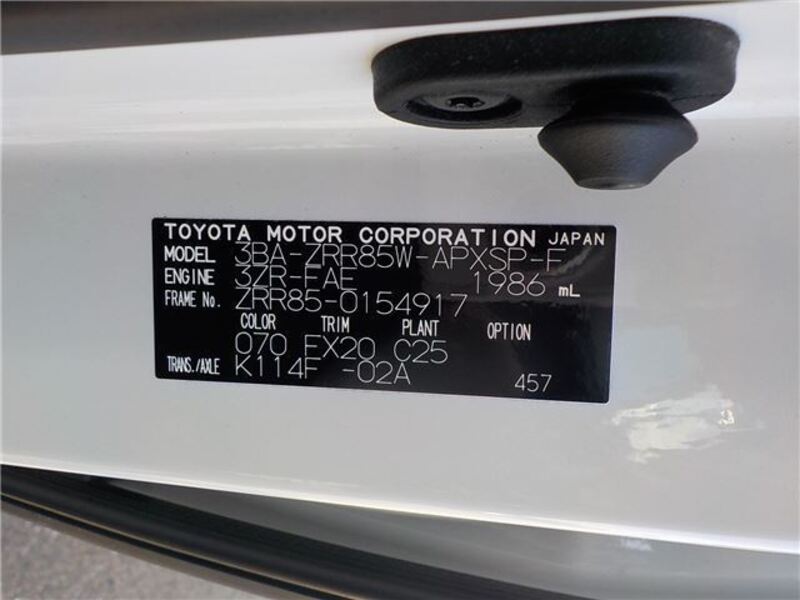 TOYOTA MOTOR CORPORATION JAPAN
MODEL 3BA-ZRR85W-APXSP-F
ENGINE 3ZR-FAE 1986 mL
FRAME No. ZRR85-0154917
COLOR TRIM PLANT OPTION
070 EX20 C25
TRANS./AXLE K114F -02A 457